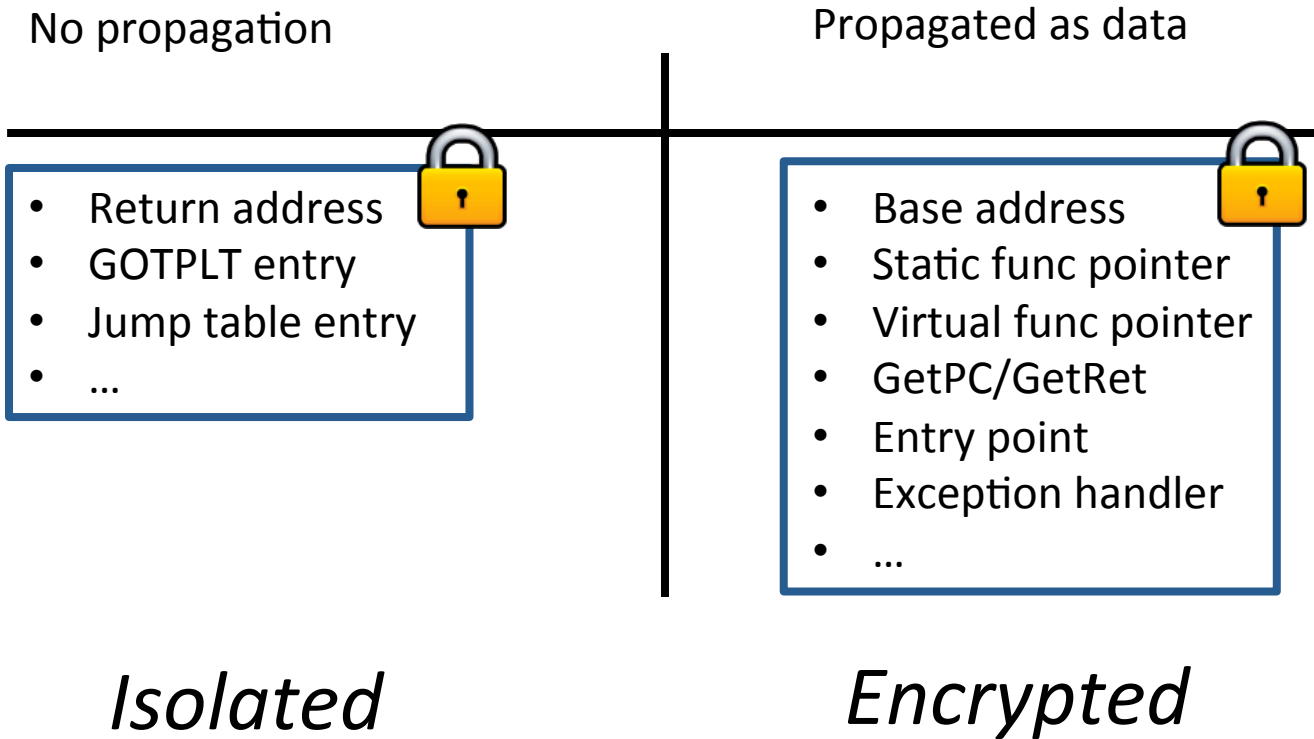 No propagation
Propagated as data
• Return address
• GOTPLT entry
• Jump table entry
• …
• Base address
• Static func pointer
• Virtual func pointer
• GetPC/GetRet
• Entry point
• Exception handler
• …
Isolated
Encrypted